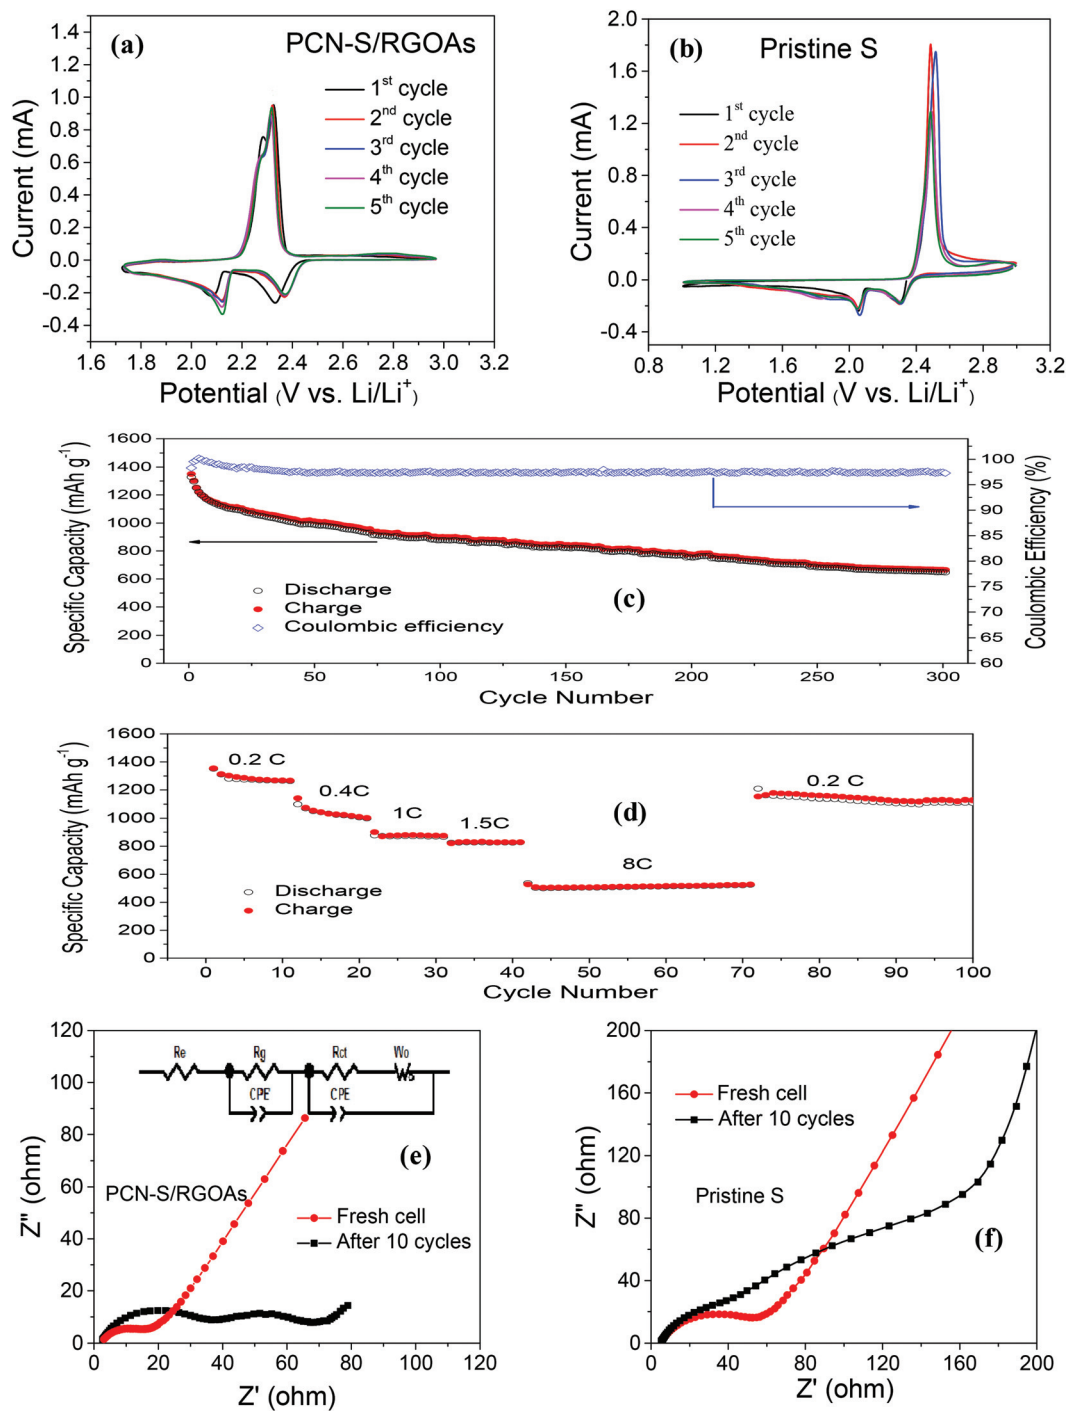 (a)
PCN-S/RGOAs
1st cycle
2nd cycle
3rd cycle
4th cycle
5th cycle
Current (mA)
1.4
1.2
1.0
0.8
0.6
0.4
0.2
0.0
-0.2
-0.4
1.6 1.8 2.0 2.2 2.4 2.6 2.8 3.0 3.2
Potential (V vs. Li/Li+)
(b)
Pristine S
1st cycle
2nd cycle
3rd cycle
4th cycle
5th cycle
Current (mA)
2.0
1.6
1.2
0.8
0.4
0.0
-0.4
0.8 1.2 1.6 2.0 2.4 2.8 3.2
Potential (V vs. Li/Li+)
Specific Capacity (mAh g-1)
1600
1400
1200
1000
800
600
400
200
0
Discharge
Charge
Coulombic efficiency
(c)
100
95
90
85
80
75
70
65
60
Coulombic Efficiency (%)
0 50 100 150 200 250 300
Cycle Number
Specific Capacity (mAh g-1)
1600
1400
1200
1000
800
600
400
200
0
0.2 C
0.4C
1C
1.5C
8C
0.2 C
(d)
Discharge
Charge
0 10 20 30 40 50 60 70 80 90 100
Cycle Number
Z" (ohm)
120
100
80
60
40
20
0
Re
Rg
Rct
Wo
CPE'
CPE
(e)
PCN-S/RGOAs
Fresh cell
After 10 cycles
0 20 40 60 80 100 120
Z' (ohm)
Z" (ohm)
200
160
120
80
40
0
Fresh cell
After 10 cycles
Pristine S
(f)
0 40 80 120 160 200
Z' (ohm)